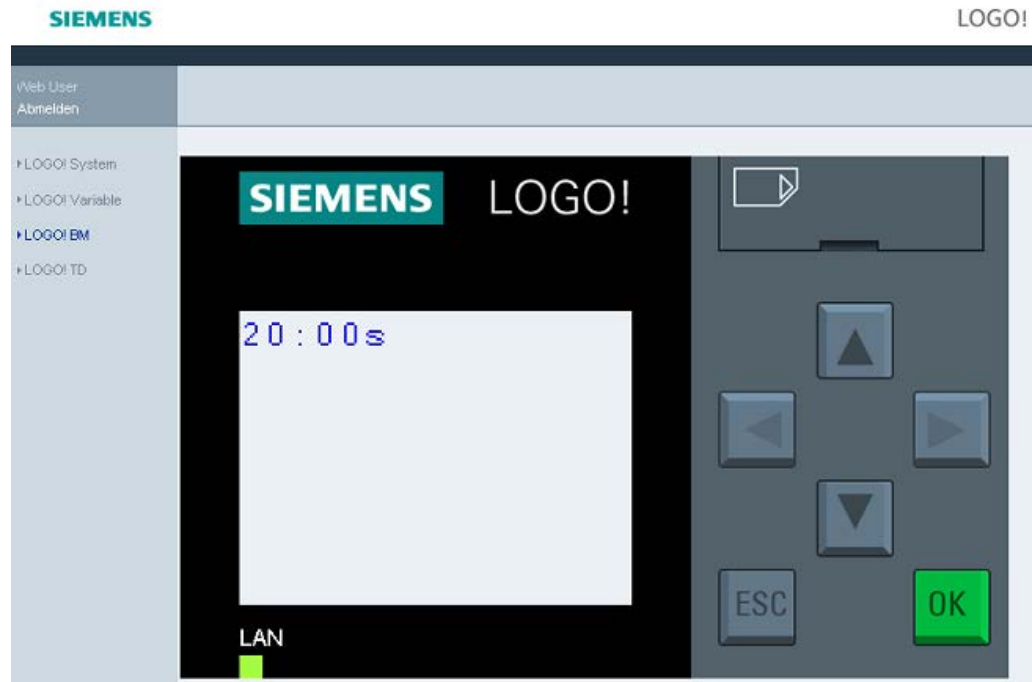 SIEMENS LOGO!
Web User
Abmelden
LOGO! System
LOGO! Variable
LOGO! BM
LOGO! TD
SIEMENS LOGO!
20:00s
ESC OK
LAN